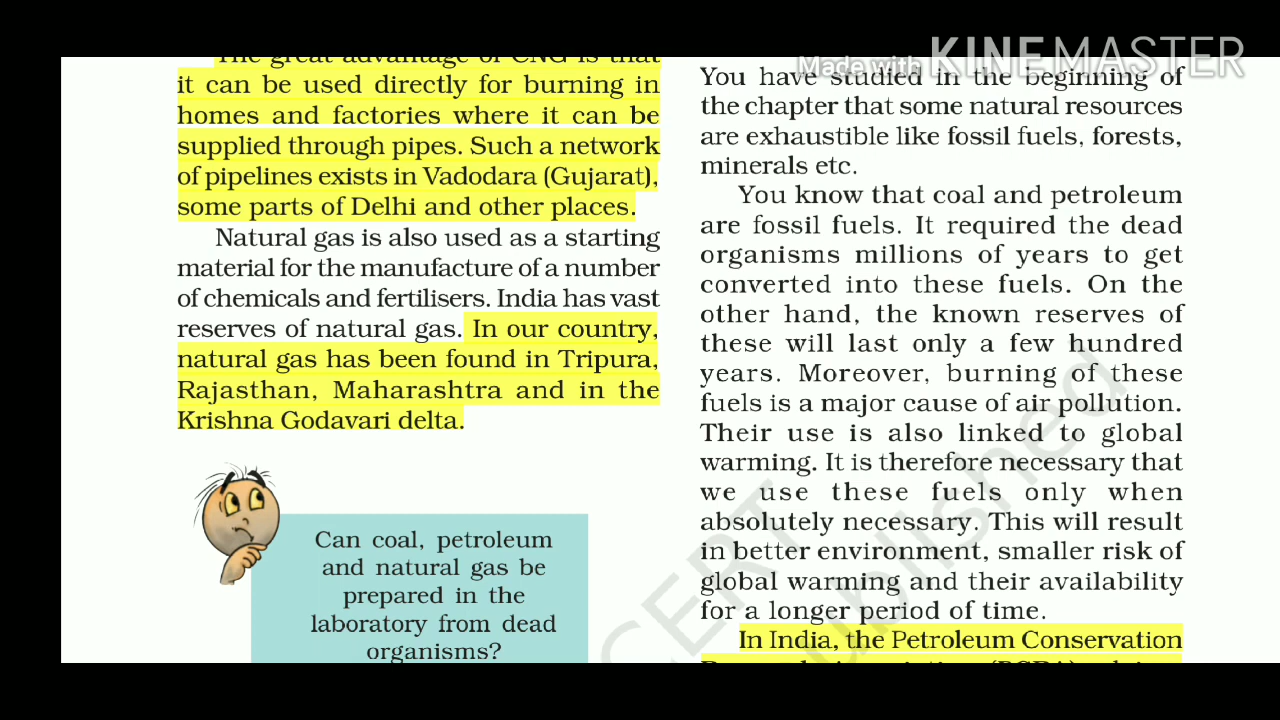 Made with KINEMASTER
The great advantage of CNG is that
it can be used directly for burning in
homes and factories where it can be
supplied through pipes. Such a network
of pipelines exists in Vadodara (Gujarat),
some parts of Delhi and other places.
Natural gas is also used as a starting
material for the manufacture of a number
of chemicals and fertilisers. India has vast
reserves of natural gas. In our country,
natural gas has been found in Tripura,
Rajasthan, Maharashtra and in the
Krishna Godavari delta.
Can coal, petroleum
and natural gas be
prepared in the
laboratory from dead
organisms?
You have studied in the beginning of
the chapter that some natural resources
are exhaustible like fossil fuels, forests,
minerals etc.
You know that coal and petroleum
are fossil fuels. It required the dead
organisms millions of years to get
converted into these fuels. On the
other hand, the known reserves of
these will last only a few hundred
years. Moreover, burning of these
fuels is a major cause of air pollution.
Their use is also linked to global
warming. It is therefore necessary that
we use these fuels only when
absolutely necessary. This will result
in better environment, smaller risk of
global warming and their availability
for a longer period of time.
In India, the Petroleum Conservation